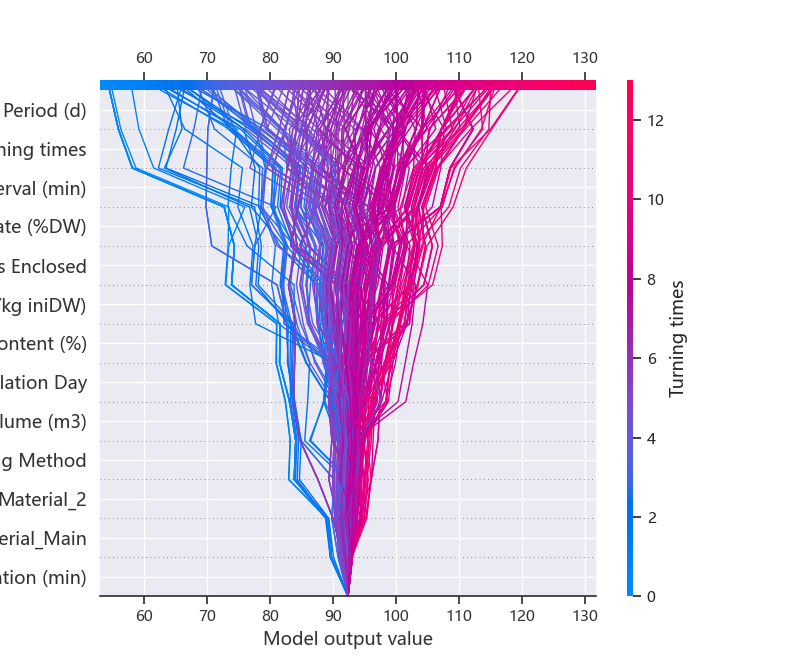 60 70 80 90 100 110 120 130
Period (d)
ning times
erval (min)
ate (%DW)
s Enclosed
/kg iniDW)
ontent (%)
lation Day
lume (m3)
g Method
Material_2
erial_Main
ation (min)
60 70 80 90 100 110 120 130
Model output value
12
10
8
6
4
2
0
Turning times